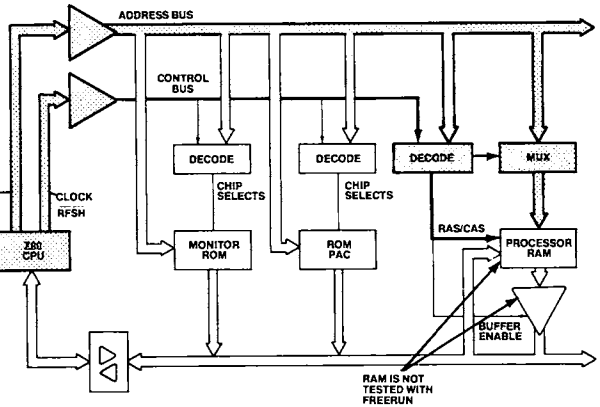 ADDRESS BUS
CONTROL
BUS
DECODE
DECODE
DECODE
MUX
CHIP
SELECTS
CHIP
SELECTS
CLOCK
RFSH
RAS/CAS
Z80
CPU
MONITOR
ROM
ROM
PAC
PROCESSOR
RAM
BUFFER
ENABLE
RAM IS NOT
TESTED WITH
FREERUN